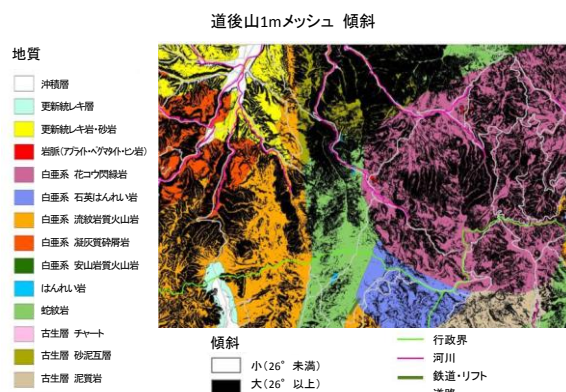 道後山1mメッシュ 傾斜
地質
沖積層
更新統レキ層
更新統レキ岩・砂岩
岩脈(アプライト・ペグマタイト・ヒン岩)
白亜系 花コウ閃緑岩
白亜系 石英はんれい岩
白亜系 流紋岩質火山岩
白亜系 凝灰質砕屑岩
白亜系 安山岩質火山岩
はんれい岩
蛇紋岩
古生層 チャート
古生層 砂泥互層
古生層 泥質岩
傾斜
小(26° 未満)
大(26° 以上)
行政界
河川
鉄道・リフト
道路